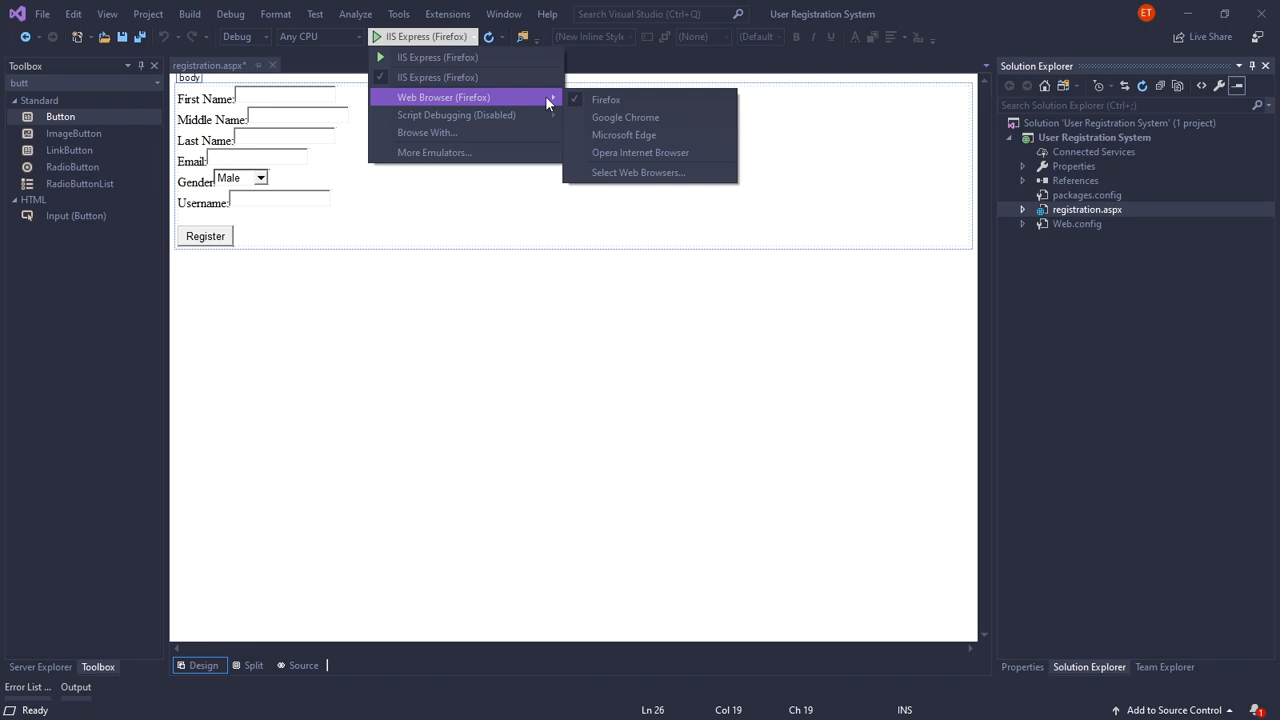 File Edit View Project Build Debug Format Test Analyze Tools Extensions Window Help Search Visual Studio (Ctrl+Q) User Registration System ET
Debug Any CPU IIS Express (Firefox) (New Inline Style (None) (Default B I U A Live Share
Toolbox
butt
Standard
Button
ImageButton
LinkButton
RadioButton
RadioButtonList
HTML
Input (Button)
registration.aspx*
body
First Name:
Middle Name:
Last Name:
Email:
Gender Male
Username:
Register
IIS Express (Firefox)
IIS Express (Firefox)
Web Browser (Firefox)
Script Debugging (Disabled)
Browse With...
More Emulators...
Firefox
Google Chrome
Microsoft Edge
Opera Internet Browser
Select Web Browsers...
Solution Explorer
Search Solution Explorer (Ctrl+;)
Solution 'User Registration System' (1 project)
User Registration System
Connected Services
Properties
References
packages.config
registration.aspx
Web.config
Design Split Source
Server Explorer Toolbox
Properties Solution Explorer Team Explorer
Error List ... Output
Ready Ln 26 Col 19 Ch 19 INS Add to Source Control 1